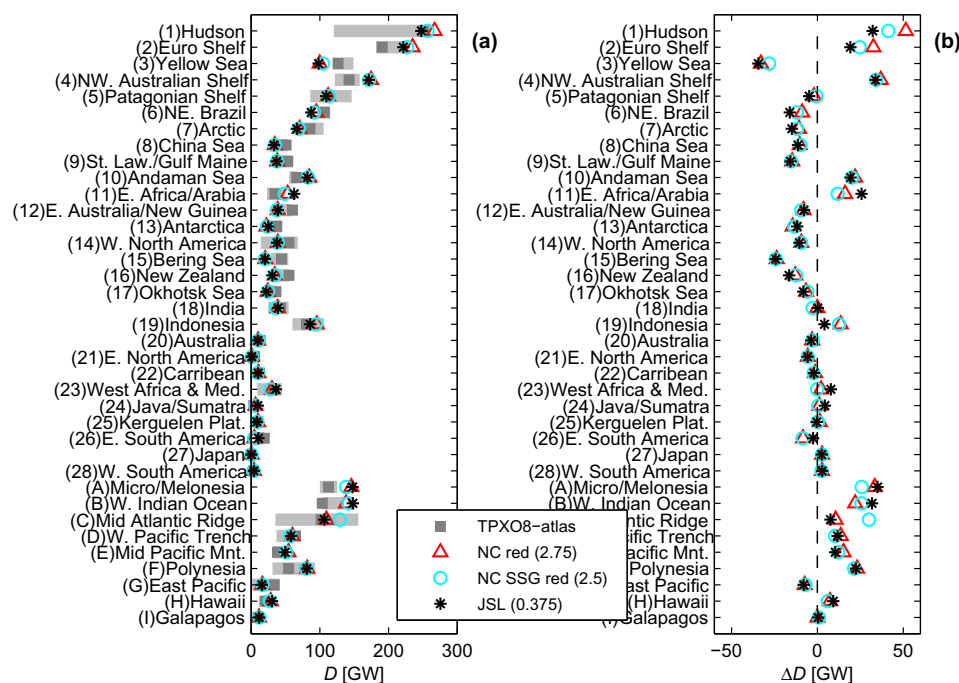 (a)
(1)Hudson
(2)Euro Shelf
(3)Yellow Sea
(4)NW. Australian Shelf
(5)Patagonian Shelf
(6)NE. Brazil
(7)Arctic
(8)China Sea
(9)St. Law./Gulf Maine
(10)Andaman Sea
(11)E. Africa/Arabia
(12)E. Australia/New Guinea
(13)Antarctica
(14)W. North America
(15)Bering Sea
(16)New Zealand
(17)Okhotsk Sea
(18)India
(19)Indonesia
(20)Australia
(21)E. North America
(22)Carribean
(23)West Africa & Med.
(24)Java/Sumatra
(25)Kerguelen Plat.
(26)E. South America
(27)Japan
(28)W. South America
(A)Micro/Melonesia
(B)W. Indian Ocean
(C)Mid Atlantic Ridge
(D)W. Pacific Trench
(E)Mid Pacific Mnt.
(F)Polynesia
(G)East Pacific
(H)Hawaii
(I)Galapagos
0 100 200 300
D [GW]
TPXO8−atlas
NC red (2.75)
NC SSG red (2.5)
JSL (0.375)
(b)
(1)Hudson
(2)Euro Shelf
(3)Yellow Sea
(4)NW. Australian Shelf
(5)Patagonian Shelf
(6)NE. Brazil
(7)Arctic
(8)China Sea
(9)St. Law./Gulf Maine
(10)Andaman Sea
(11)E. Africa/Arabia
(12)E. Australia/New Guinea
(13)Antarctica
(14)W. North America
(15)Bering Sea
(16)New Zealand
(17)Okhotsk Sea
(18)India
(19)Indonesia
(20)Australia
(21)E. North America
(22)Carribean
(23)West Africa & Med.
(24)Java/Sumatra
(25)Kerguelen Plat.
(26)E. South America
(27)Japan
(28)W. South America
(A)Micro/Melonesia
(B)W. Indian Ocean
ntic Ridge
cific Trench
Pacific Mnt.
Polynesia
ast Pacific
(H)Hawaii
Galapagos
−50 0 50
ΔD [GW]